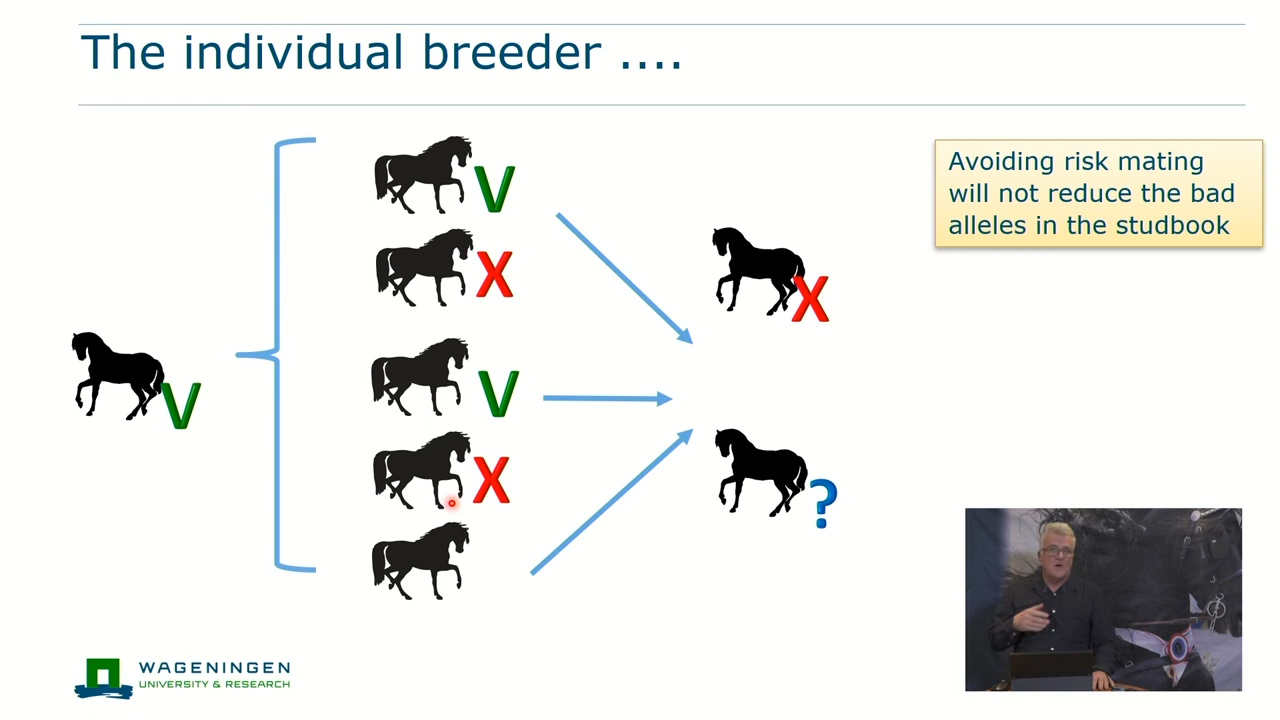 The individual breeder ....
V
X
V
X
V
X
?
Avoiding risk mating
will not reduce the bad
alleles in the studbook
WAGENINGEN
UNIVERSITY & RESEARCH